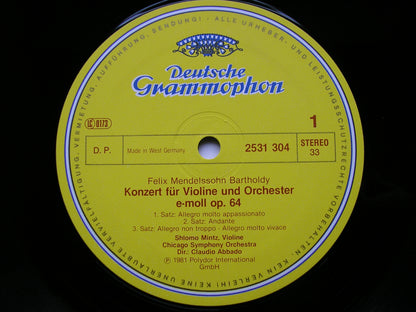 ALLE URHEBER- UND LEISTUNGSSCHUTZRECHTE VORBEHALTEN · KEIN VERLEIH! KEINE UNERLAUBTE VERVIELFÄLTIGUNG, VERMIETUNG, AUFFÜHRUNG, SENDUNG! ·
Deutsche
Grammophon
LC 0173
1
D. P.
Made in West Germany
2531 304
STEREO
33
Felix Mendelssohn Bartholdy
Konzert für Violine und Orchester
e-moll op. 64
1. Satz: Allegro molto appassionato
2. Satz: Andante
3. Satz: Allegro non troppo - Allegro molto vivace
Shlomo Mintz, Violine
Chicago Symphony Orchestra
Dir.: Claudio Abbado
℗ 1981 Polydor International
GmbH